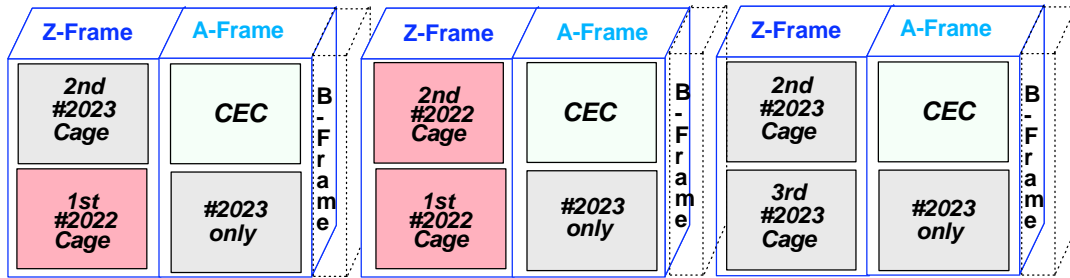 Z-Frame A-Frame
2nd
#2023
Cage
CEC
1st
#2022
Cage
#2023
only
B-Frame
Z-Frame A-Frame
2nd
#2022
Cage
CEC
1st
#2022
Cage
#2023
only
B-Frame
Z-Frame A-Frame
2nd
#2023
Cage
CEC
3rd
#2023
Cage
#2023
only
B-Frame